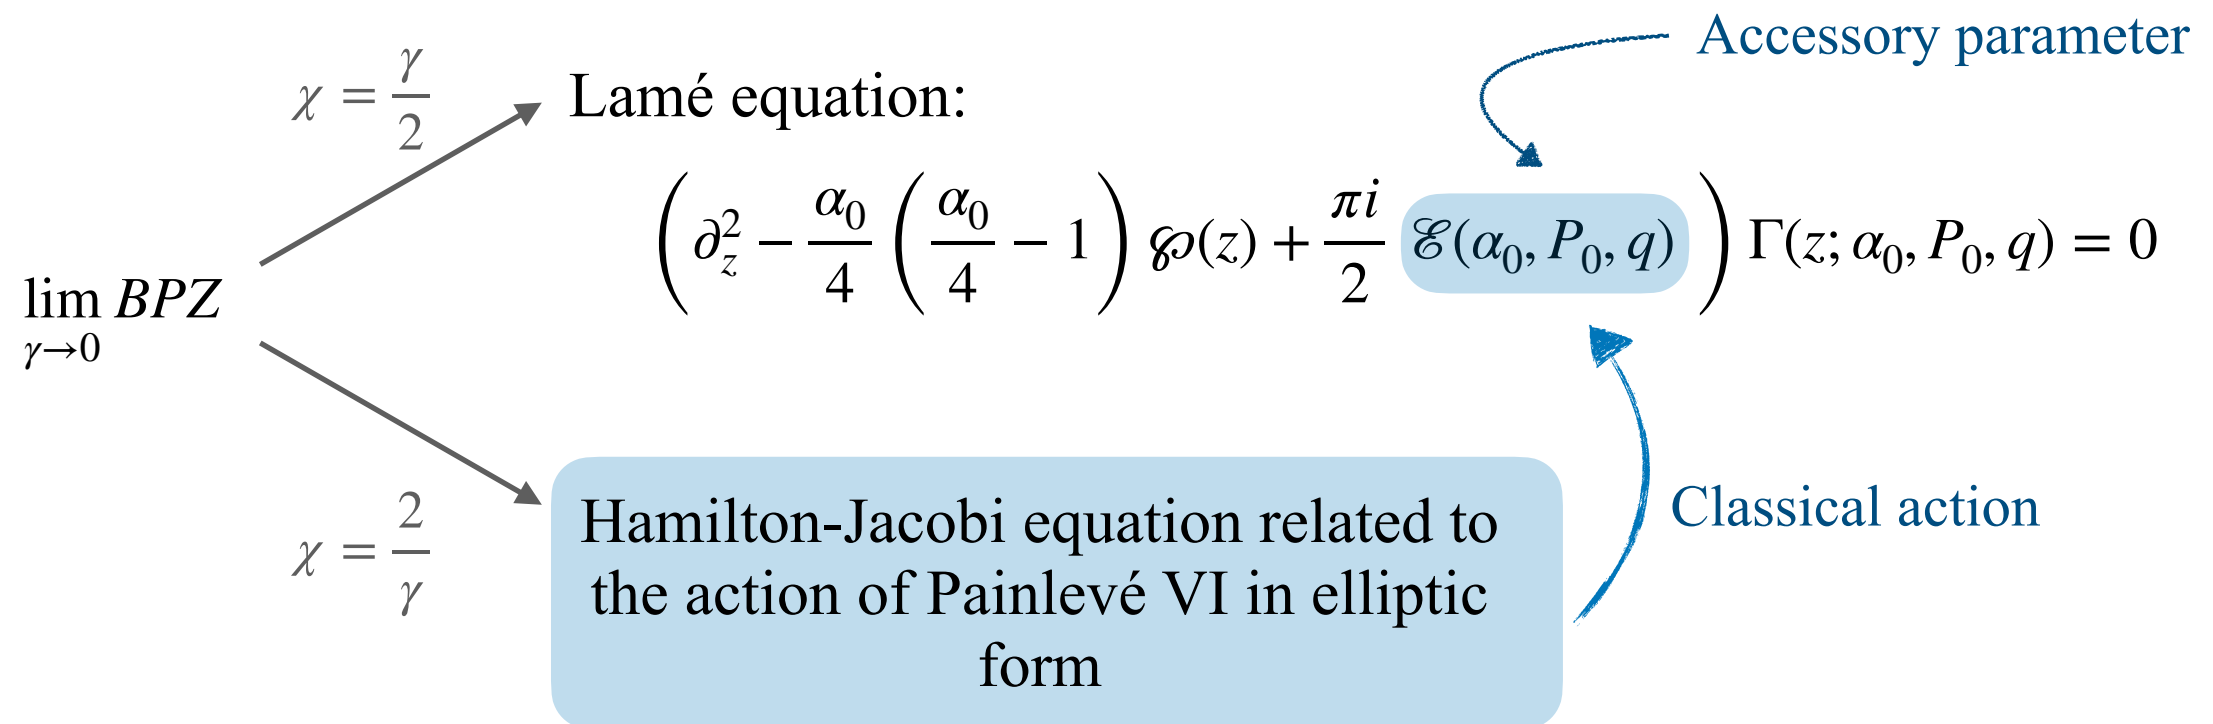 Accessory parameter
χ = γ/2
Lamé equation:
(∂_z^2 − α_0/4 (α_0/4 − 1) ℘(z) + πi/2 ℰ(α_0, P_0, q)) Γ(z; α_0, P_0, q) = 0
lim_{γ→0} BPZ
χ = 2/γ
Hamilton-Jacobi equation related to
the action of Painlevé VI in elliptic
form
Classical action